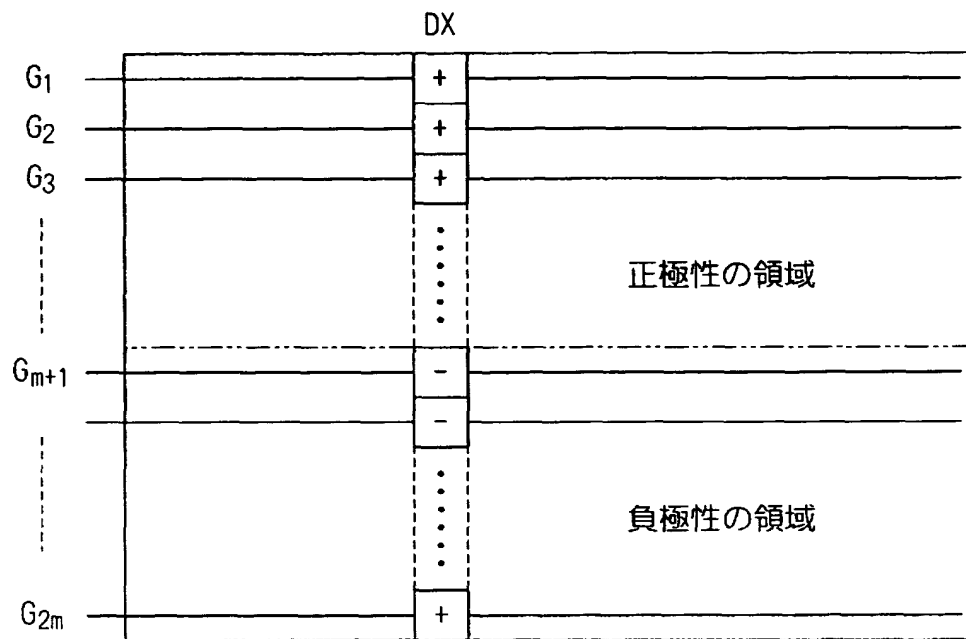 DX
G1 +
G2 +
G3 +
正極性の領域
Gm+1 -
-
負極性の領域
G2m +